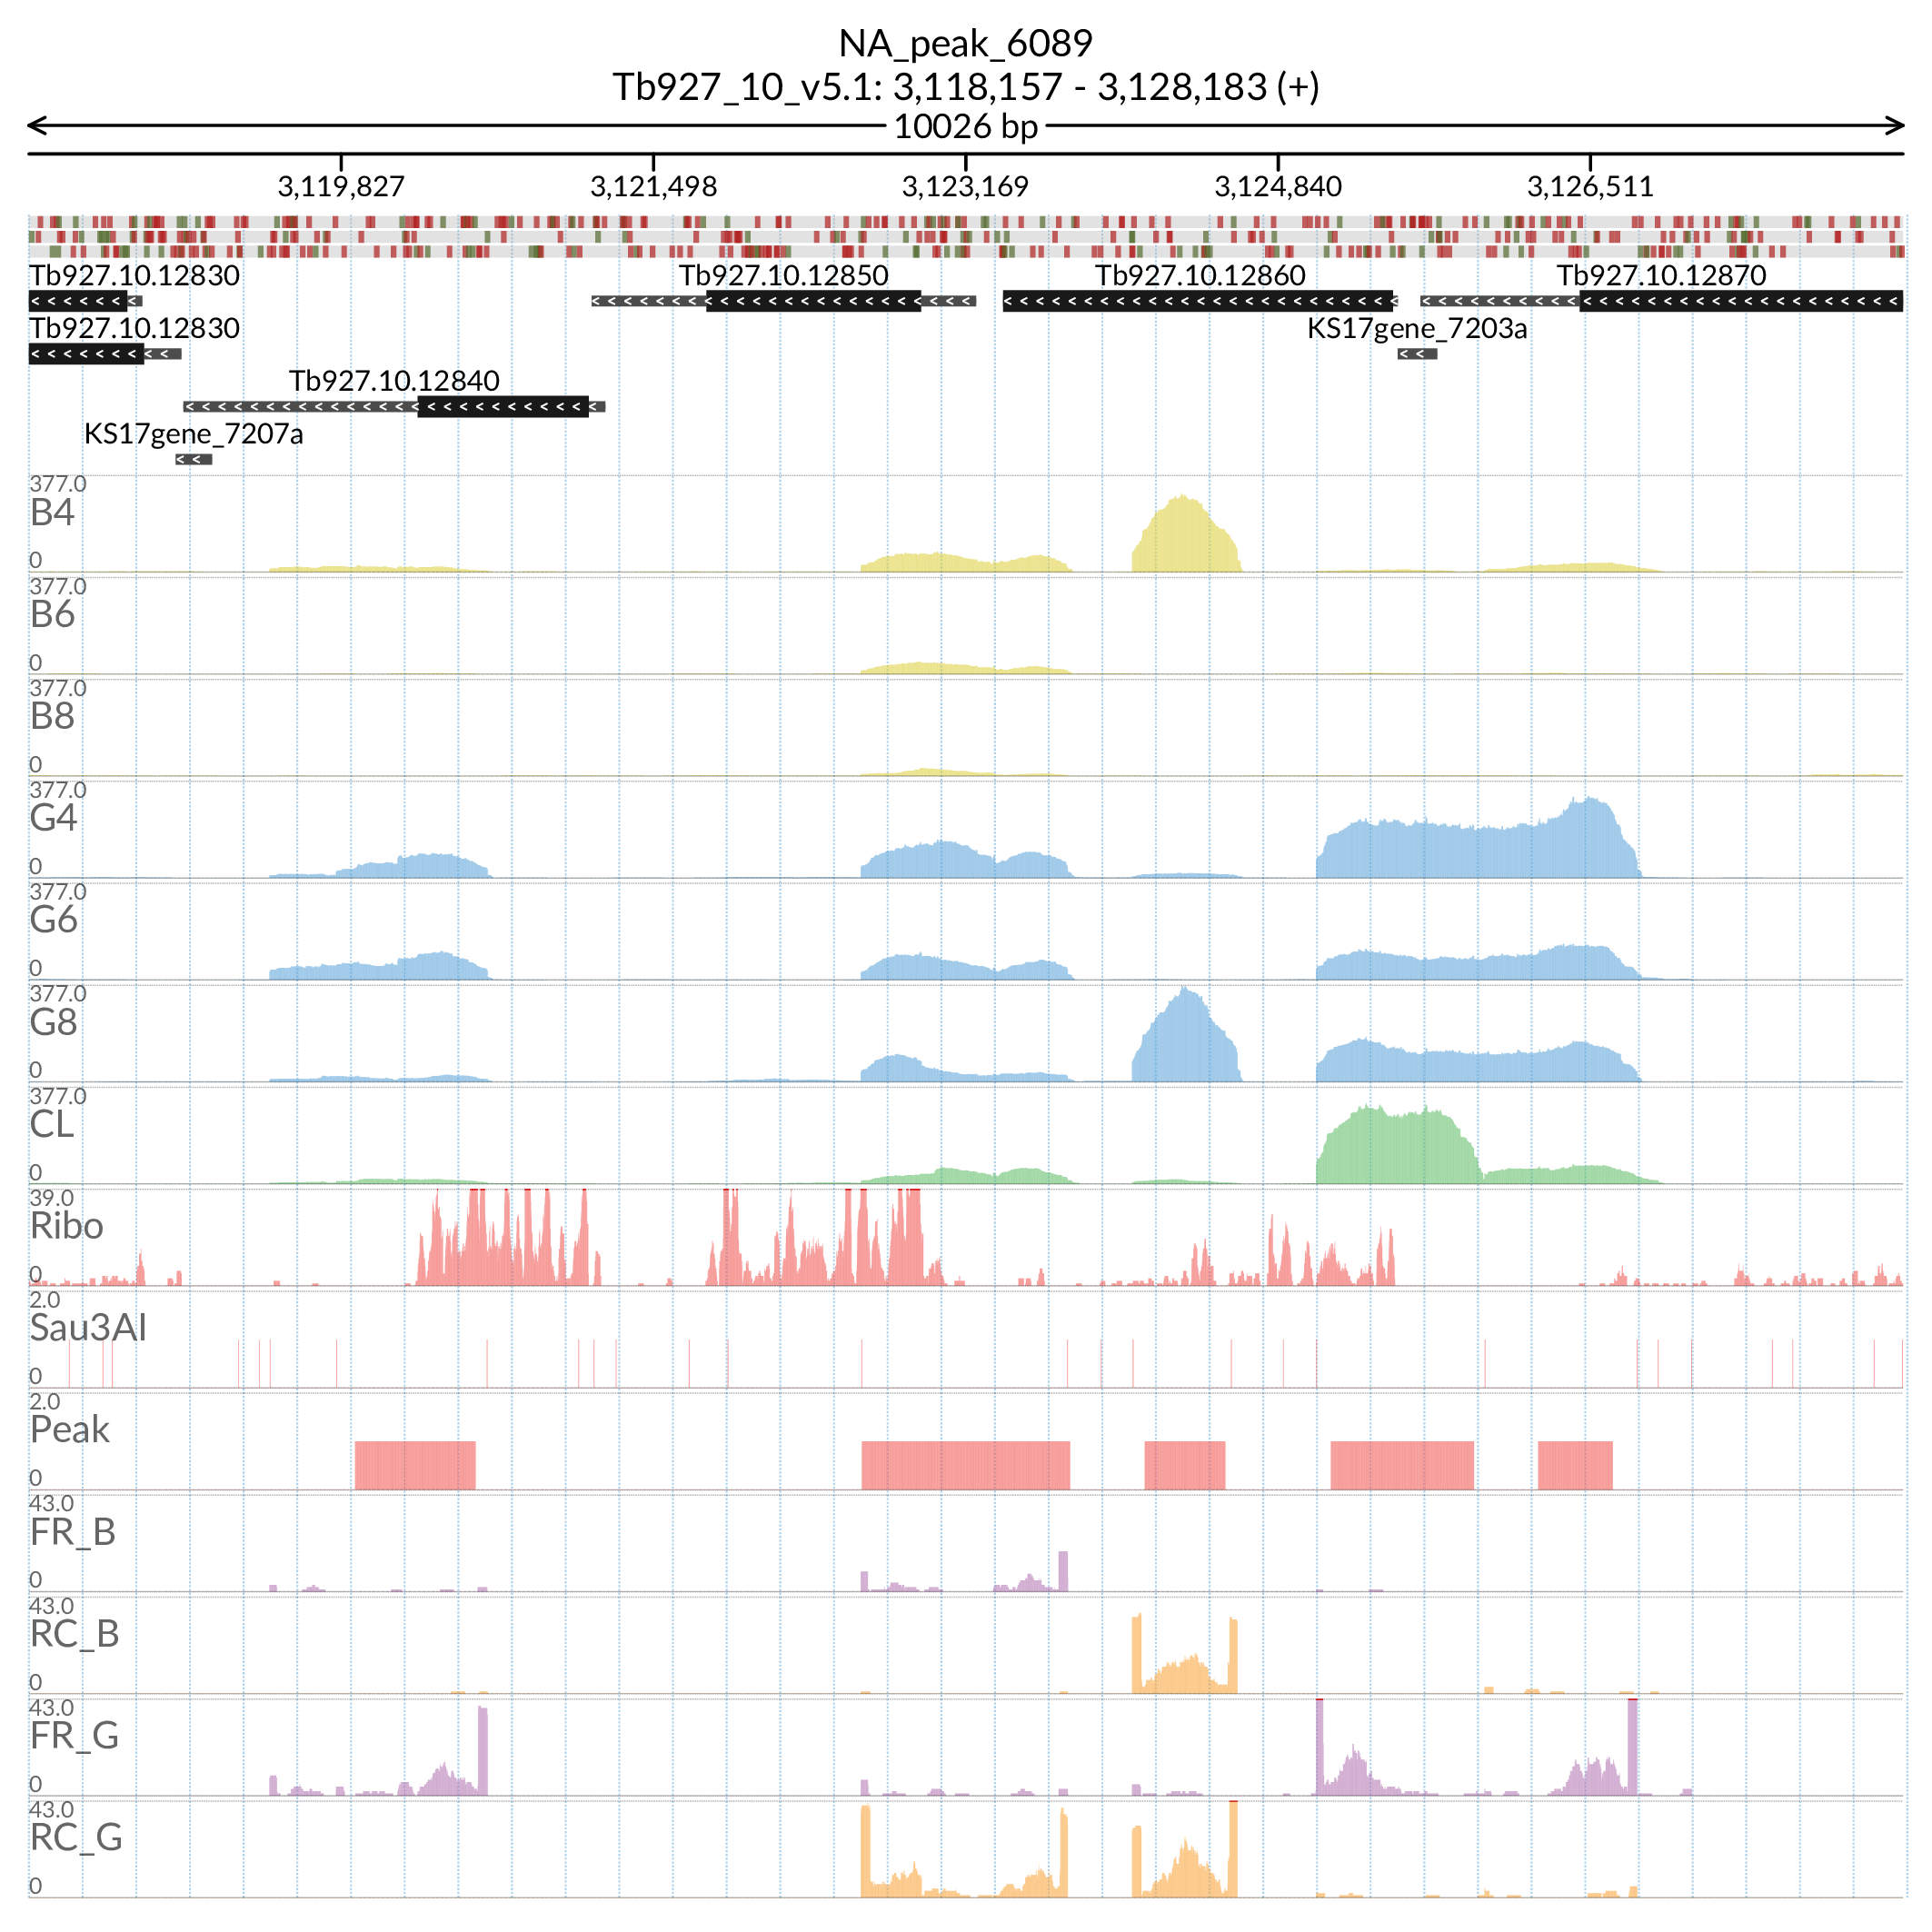 NA_peak_6089
Tb927_10_v5.1: 3,118,157 - 3,128,183 (+)
10026 bp
3,119,827 3,121,498 3,123,169 3,124,840 3,126,511
Tb927.10.12830 Tb927.10.12850 Tb927.10.12860 Tb927.10.12870
Tb927.10.12830 KS17gene_7203a
Tb927.10.12840
KS17gene_7207a
377.0
B4
0
377.0
B6
0
377.0
B8
0
377.0
G4
0
377.0
G6
0
377.0
G8
0
377.0
CL
0
39.0
Ribo
0
2.0
Sau3AI
0
2.0
Peak
0
43.0
FR_B
0
43.0
RC_B
0
43.0
FR_G
0
43.0
RC_G
0